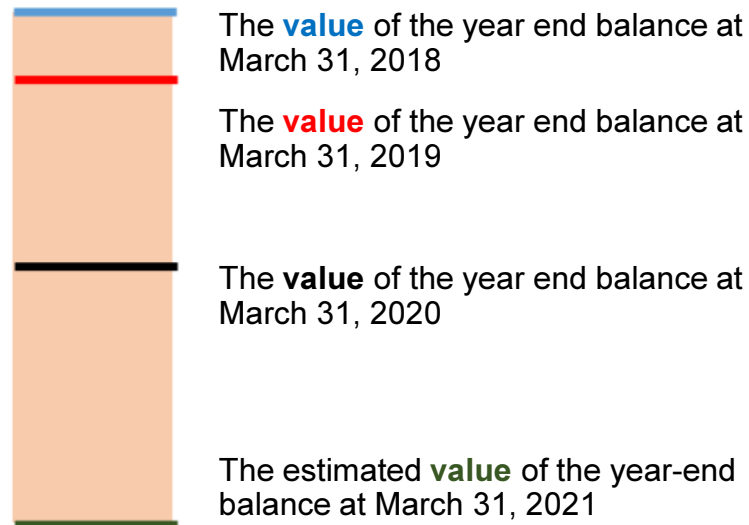 The value of the year end balance at
March 31, 2018
The value of the year end balance at
March 31, 2019
The value of the year end balance at
March 31, 2020
The estimated value of the year-end
balance at March 31, 2021